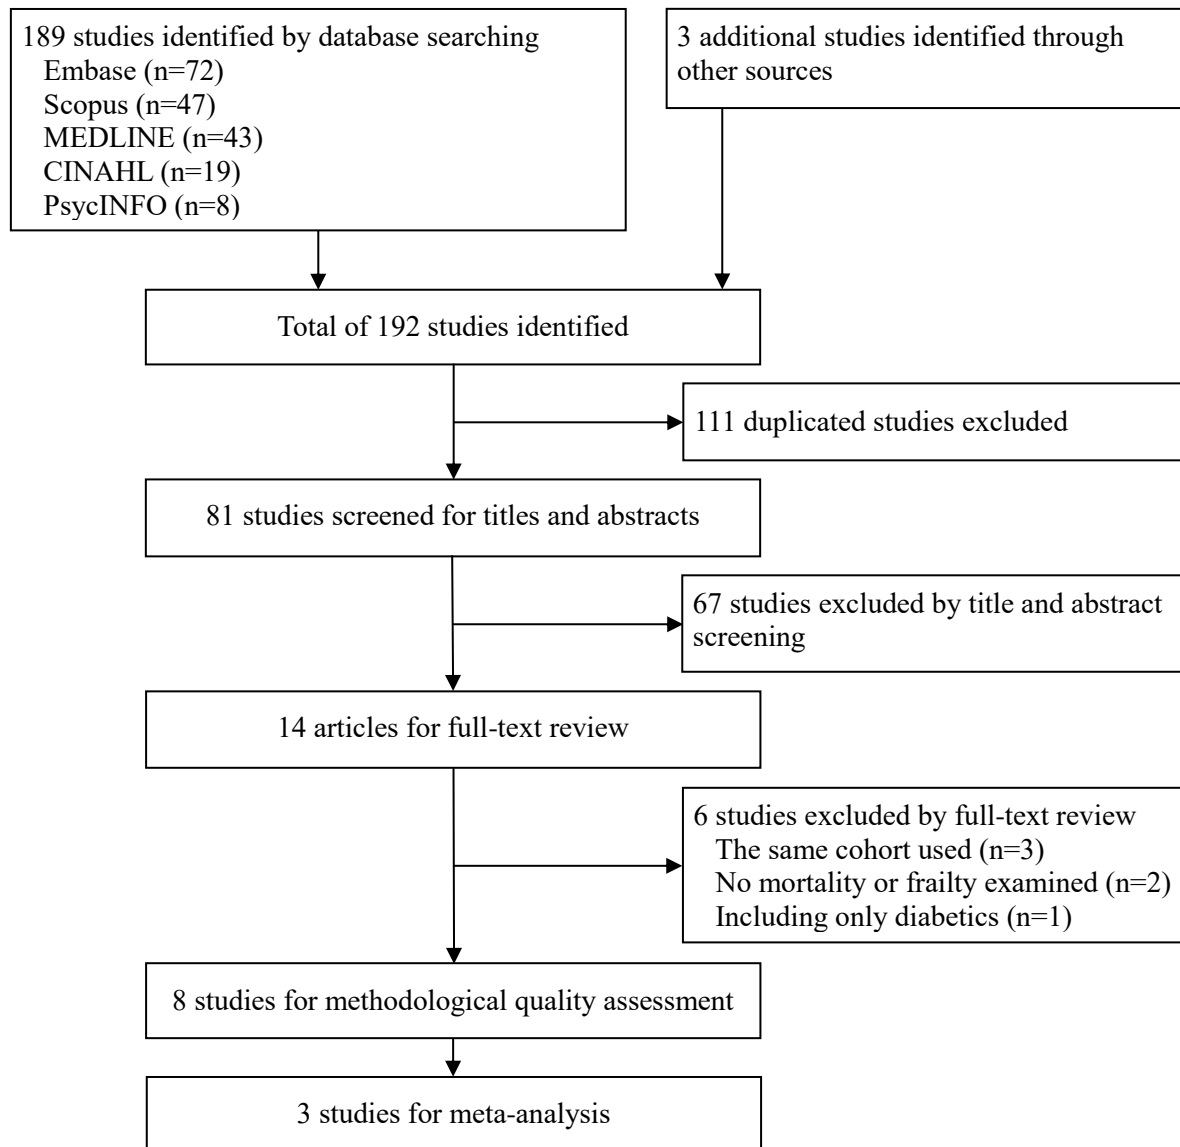 189 studies identified by database searching
Embase (n=72)
Scopus (n=47)
MEDLINE (n=43)
CINAHL (n=19)
PsycINFO (n=8)
3 additional studies identified through
other sources
Total of 192 studies identified
111 duplicated studies excluded
81 studies screened for titles and abstracts
67 studies excluded by title and abstract
screening
14 articles for full-text review
6 studies excluded by full-text review
The same cohort used (n=3)
No mortality or frailty examined (n=2)
Including only diabetics (n=1)
8 studies for methodological quality assessment
3 studies for meta-analysis